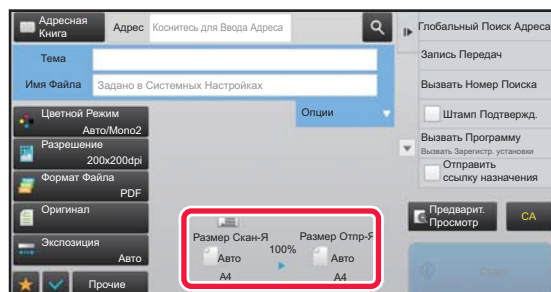 Адресная
Книга
Адрес
Коснитесь для Ввода Адреса
Тема
Имя Файла
Задано в Системных Настройках
Опции
Цветной Режим
Авто/Mono2
Разрешение
200x200dpi
Формат Файла
PDF
Оригинал
Экспозиция
Авто
Прочие
Размер Скан-Я
Авто
A4
100%
Размер Отпр-Я
Авто
A4
Глобальный Поиск Адреса
Запись Передач
Вызвать Номер Поиска
Штамп Подтвержд.
Вызвать Программу
Вызвать Зарегистр. установки
Отправить
ссылку назначения
Предварит.
Просмотр
CA
Старт